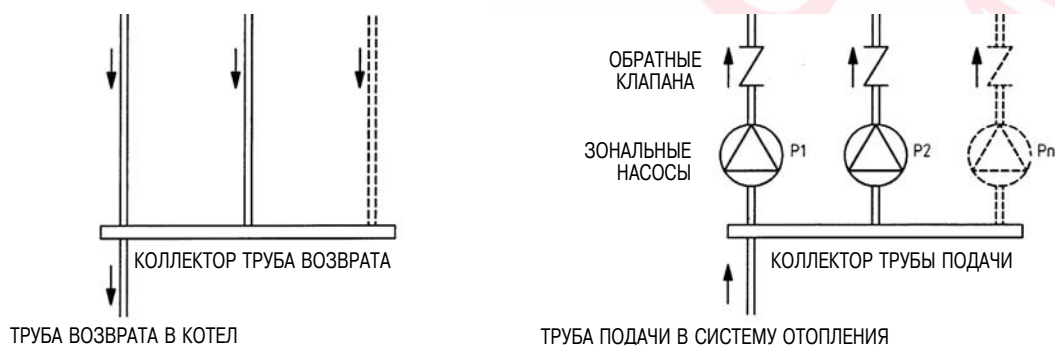 ОБРАТНЫЕ
КЛАПАНА
ЗОНАЛЬНЫЕ
НАСОСЫ
P1
P2
Pn
КОЛЛЕКТОР ТРУБА ВОЗВРАТА
КОЛЛЕКТОР ТРУБЫ ПОДАЧИ
ТРУБА ВОЗВРАТА В КОТЕЛ
ТРУБА ПОДАЧИ В СИСТЕМУ ОТОПЛЕНИЯ